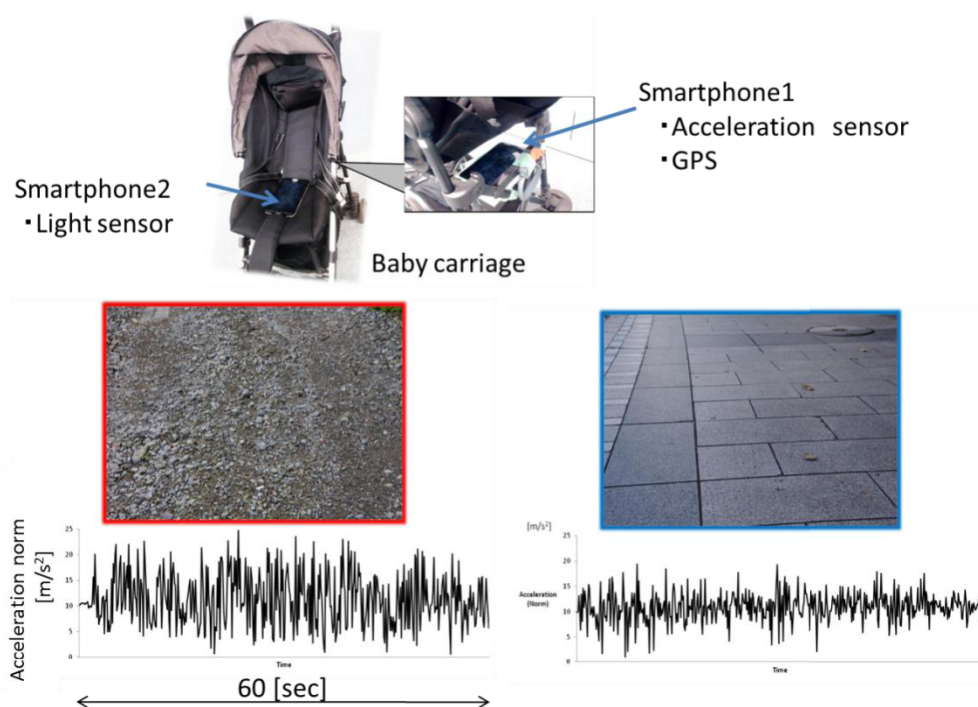 Smartphone1
・Acceleration sensor
・GPS
Smartphone2
・Light sensor
Baby carriage
Acceleration norm
[m/s²]
25
20
15
10
5
0
Time
60 [sec]
[m/s²]
25
20
15
10
5
0
Acceleration
(Norm)
Time